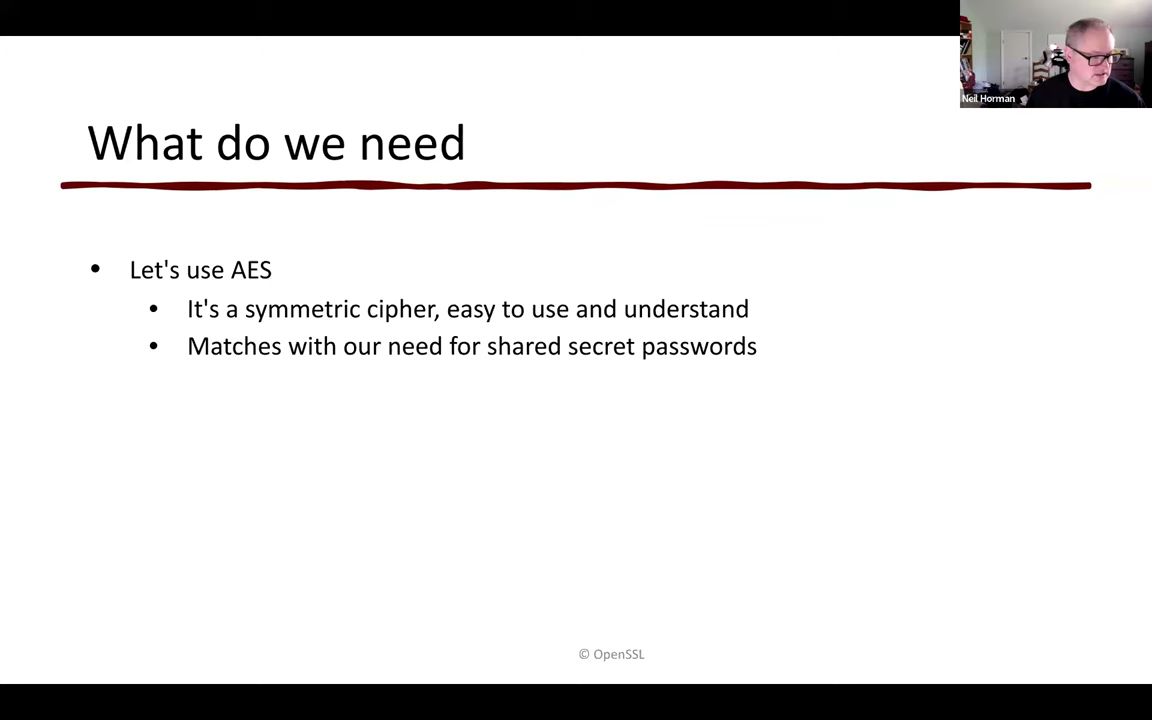 Neil Horman
What do we need
• Let's use AES
• It's a symmetric cipher, easy to use and understand
• Matches with our need for shared secret passwords
© OpenSSL